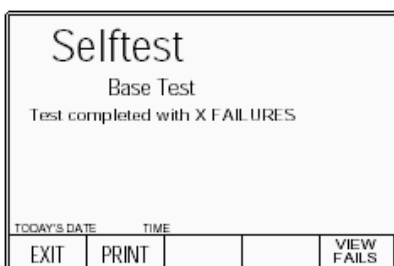 Selftest
Base Test
Test completed with X FAILURES
TODAY'S DATE TIME
EXIT PRINT VIEW FAILS